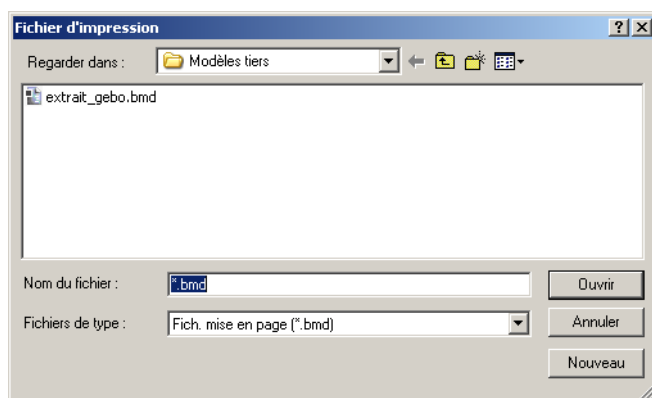 Fichier d'impression
Regarder dans : Modèles tiers
extrait_gebo.bmd
Nom du fichier : *.bmd Ouvrir
Fichiers de type : Fich. mise en page (*.bmd) Annuler
Nouveau